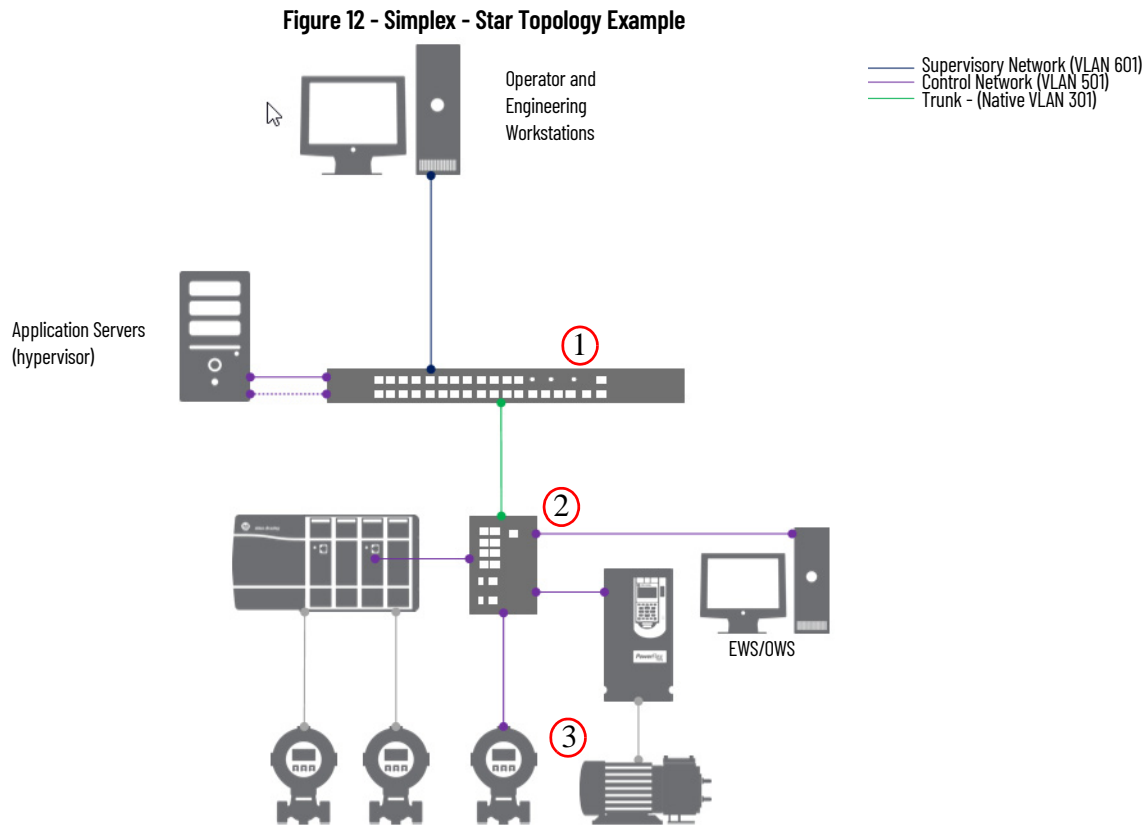 Figure 12 - Simplex - Star Topology Example
Operator and
Engineering
Workstations
Supervisory Network (VLAN 601)
Control Network (VLAN 501)
Trunk - (Native VLAN 301)
Application Servers
(hypervisor)
1
2
EWS/OWS
PowerFlex
3